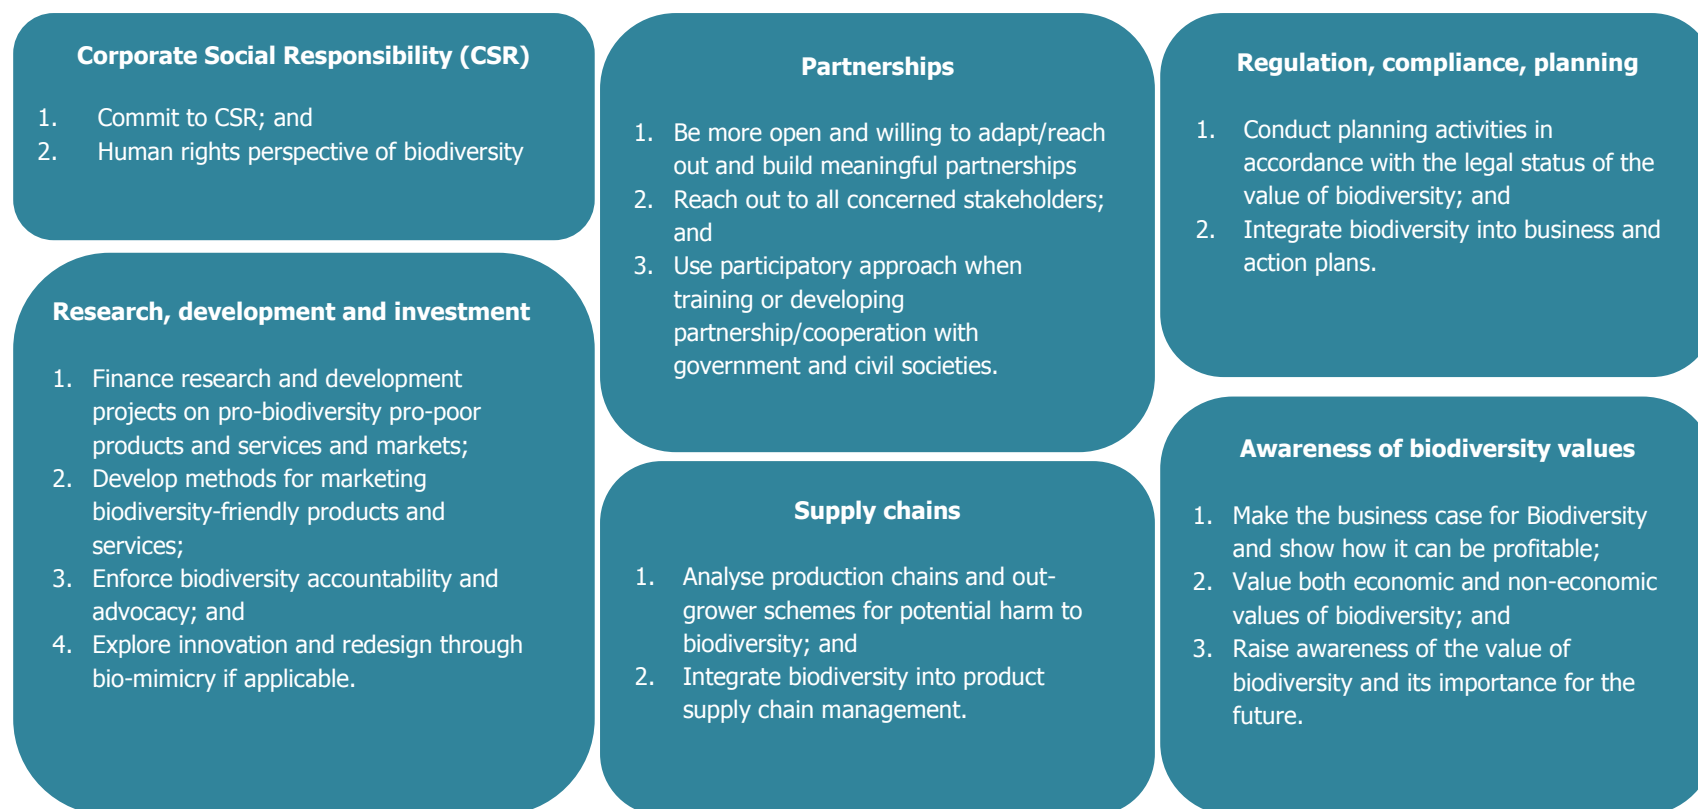 Corporate Social Responsibility (CSR)
1. Commit to CSR; and
2. Human rights perspective of biodiversity
Research, development and investment
1. Finance research and development
projects on pro-biodiversity pro-poor
products and services and markets;
2. Develop methods for marketing
biodiversity-friendly products and
services;
3. Enforce biodiversity accountability and
advocacy; and
4. Explore innovation and redesign through
bio-mimicry if applicable.
Partnerships
1. Be more open and willing to adapt/reach
out and build meaningful partnerships
2. Reach out to all concerned stakeholders;
and
3. Use participatory approach when
training or developing
partnership/cooperation with
government and civil societies.
Supply chains
1. Analyse production chains and out-
grower schemes for potential harm to
biodiversity; and
2. Integrate biodiversity into product
supply chain management.
Regulation, compliance, planning
1. Conduct planning activities in
accordance with the legal status of the
value of biodiversity; and
2. Integrate biodiversity into business and
action plans.
Awareness of biodiversity values
1. Make the business case for Biodiversity
and show how it can be profitable;
2. Value both economic and non-economic
values of biodiversity; and
3. Raise awareness of the value of
biodiversity and its importance for the
future.